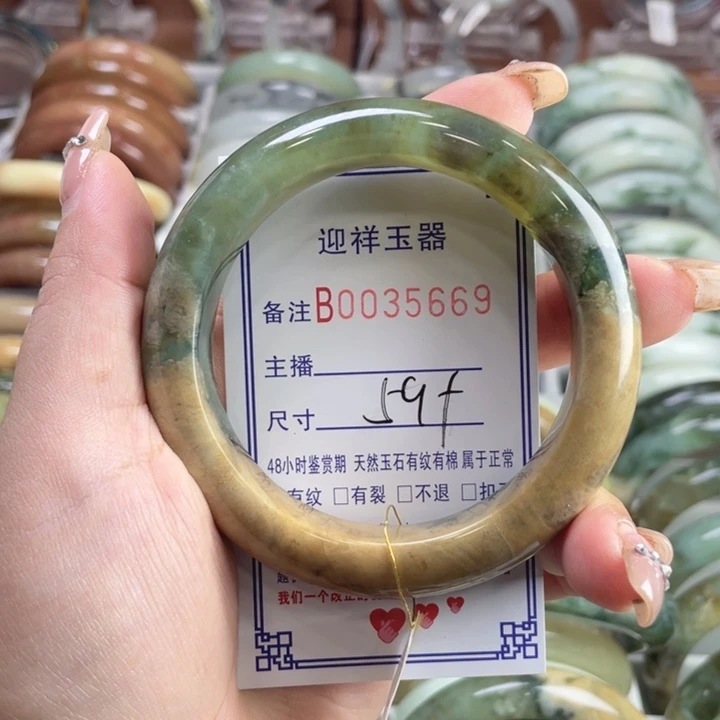 迎祥玉器
备注B0035669
主播
尺寸 59+
48小时鉴赏期 天然玉石有纹有棉 属于正常
有纹 □有裂 □不退 □扣
我们一个